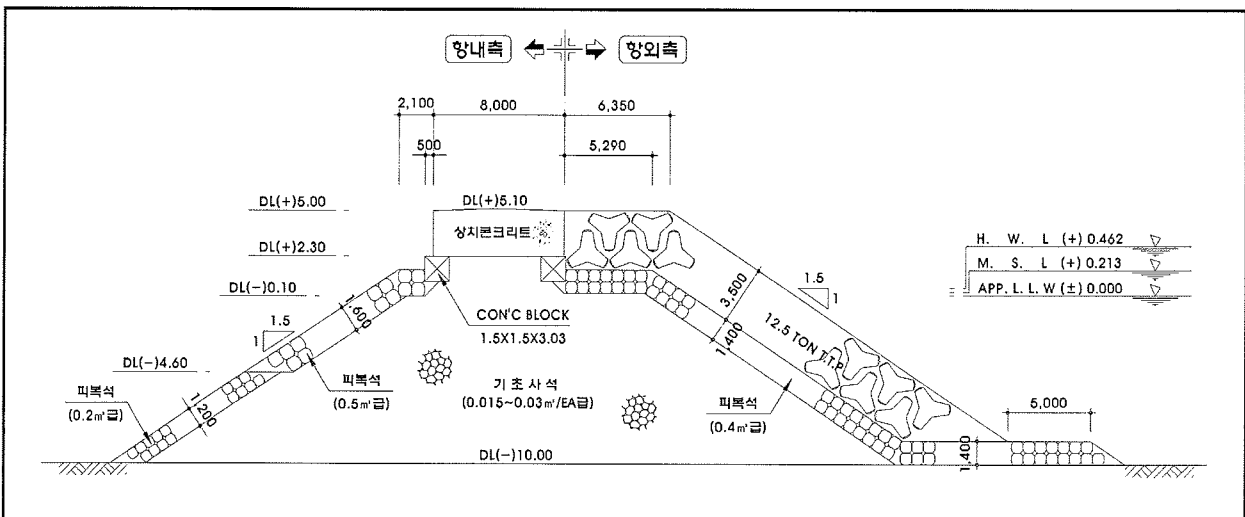 항내측
항외측
2,100
8,000
6,350
500
5,290
DL(+)5.00
DL(+)5.10
상치콘크리트
DL(+)2.30
DL(-)0.10
H. W. L (+) 0.462
M. S. L (+) 0.213
APP. L. L. W (±) 0.000
1.5
1
1,600
CON'C BLOCK
1.5X1.5X3.03
3,500
1,400
1.5
1
12.5 TON T.T.P
DL(-)4.60
피복석
(0.2㎥급)
1,200
피복석
(0.5㎥급)
기초사석
(0.015~0.03㎥/EA급)
피복석
(0.4㎥급)
5,000
1,400
DL(-)10.00